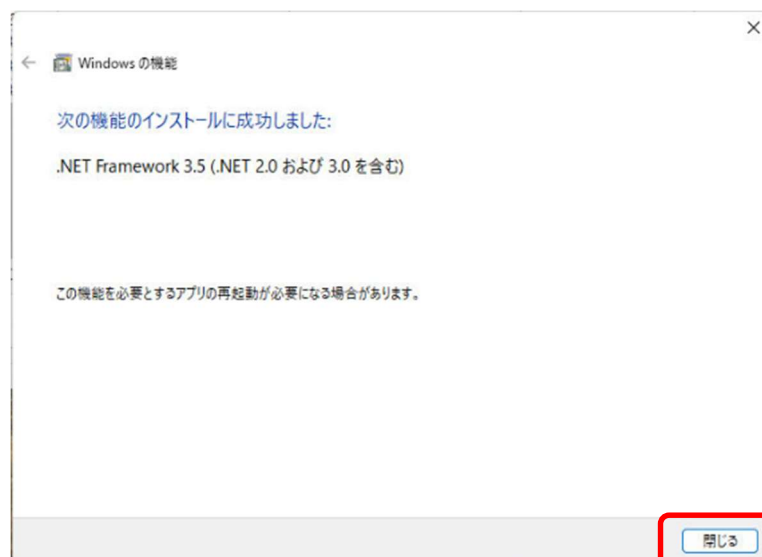 Windows の機能
次の機能のインストールに成功しました:
.NET Framework 3.5 (.NET 2.0 および 3.0 を含む)
この機能を必要とするアプリの再起動が必要になる場合があります。
閉じる